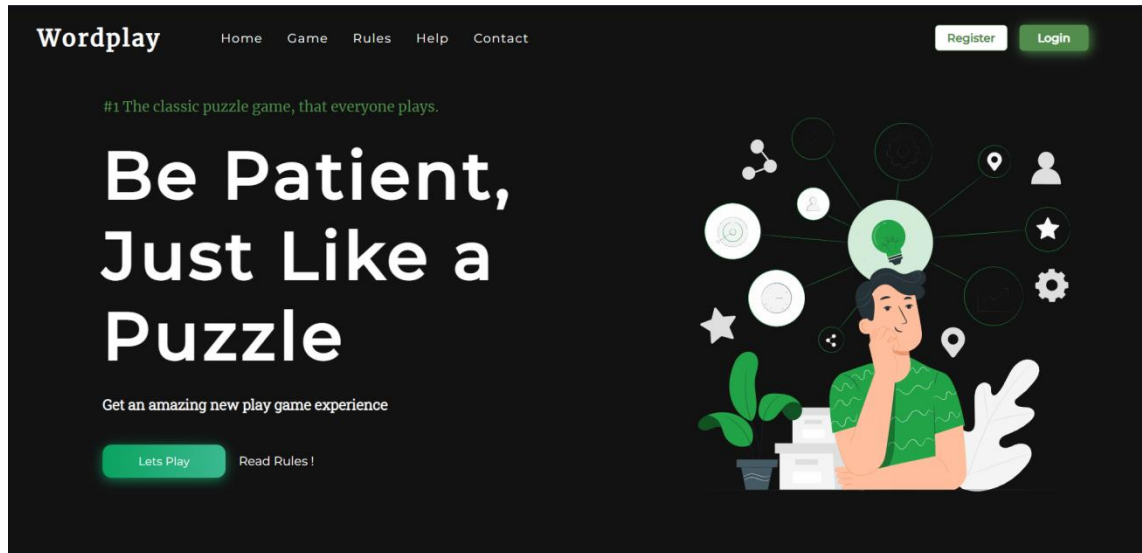 Wordplay
Home Game Rules Help Contact
Register Login
#1 The classic puzzle game, that everyone plays.
Be Patient,
Just Like a
Puzzle
Get an amazing new play game experience
Lets Play Read Rules !